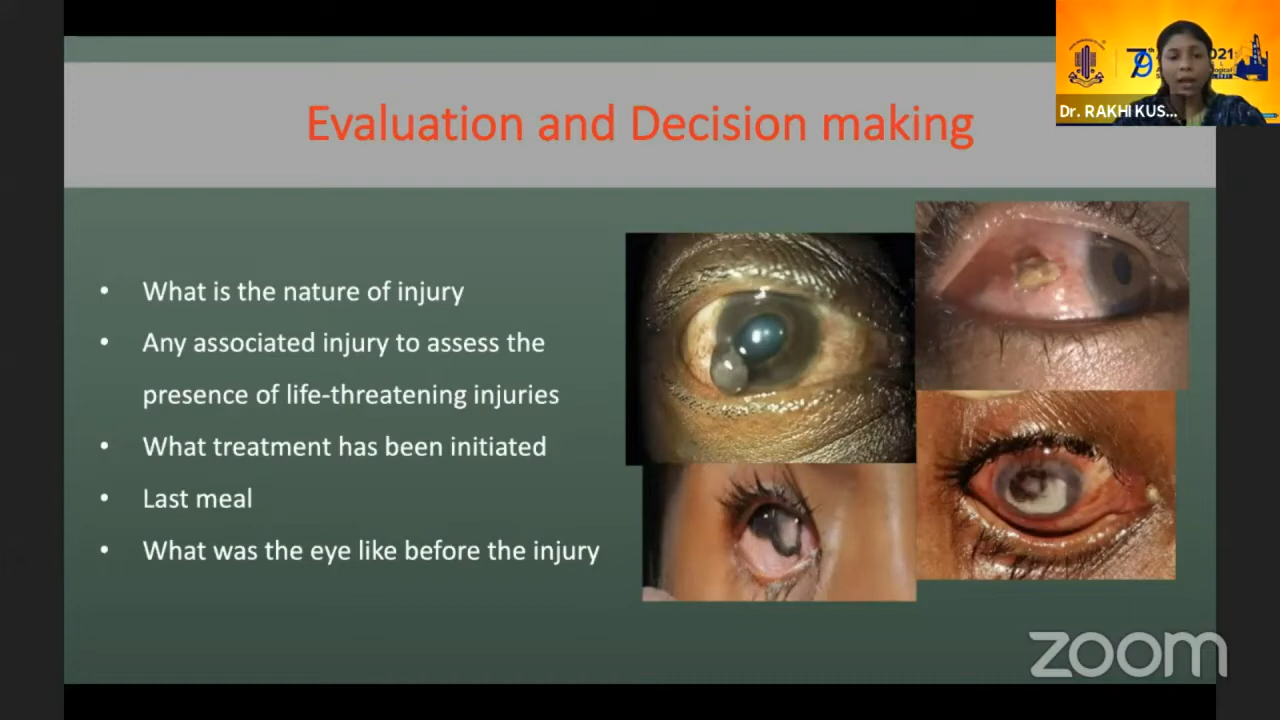 Evaluation and Decision making
• What is the nature of injury
• Any associated injury to assess the
presence of life-threatening injuries
• What treatment has been initiated
• Last meal
• What was the eye like before the injury
Dr. RAKHI KUS...
zoom